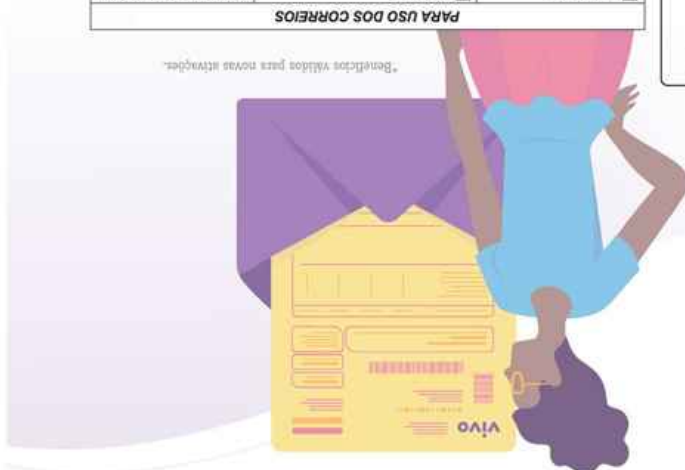 vivo
*Benefícios válidos para novas ativações.
PARA USO DOS CORREIOS